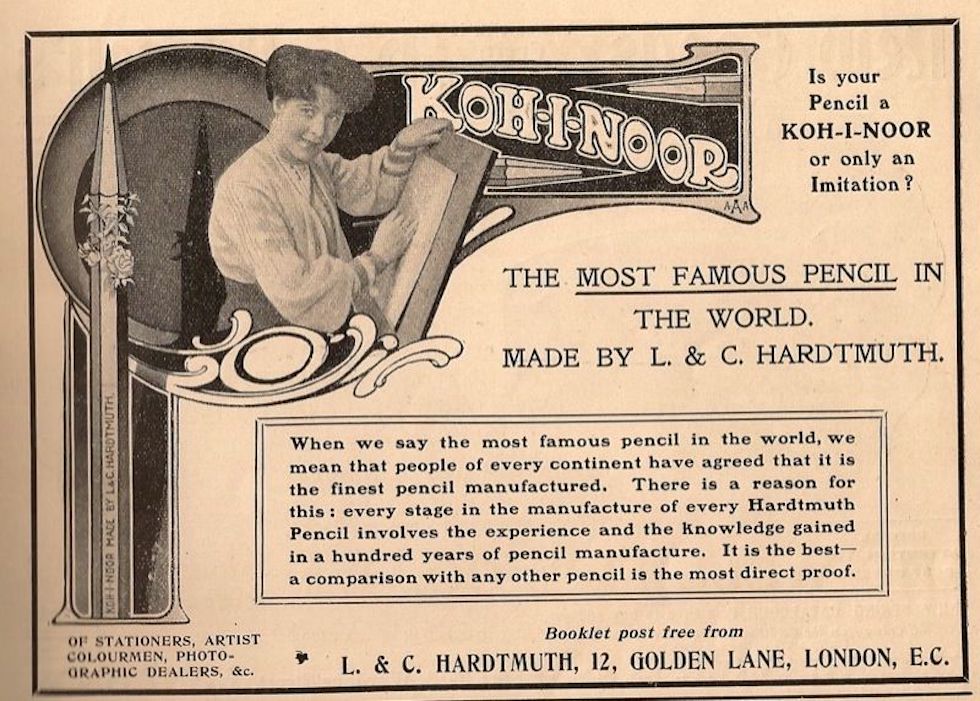 KOH-I-NOOR
AAA
Is your
Pencil a
KOH-I-NOOR
or only an
Imitation?
THE MOST FAMOUS PENCIL IN
THE WORLD.
MADE BY L. & C. HARDTMUTH.
KOH-I-NOOR MADE BY L&C.HARDTMUTH.
When we say the most famous pencil in the world, we
mean that people of every continent have agreed that it is
the finest pencil manufactured. There is a reason for
this: every stage in the manufacture of every Hardtmuth
Pencil involves the experience and the knowledge gained
in a hundred years of pencil manufacture. It is the best—
a comparison with any other pencil is the most direct proof.
OF STATIONERS, ARTIST
COLOURMEN, PHOTO-
GRAPHIC DEALERS, &c.
Booklet post free from
L. & C. HARDTMUTH, 12, GOLDEN LANE, LONDON, E.C.